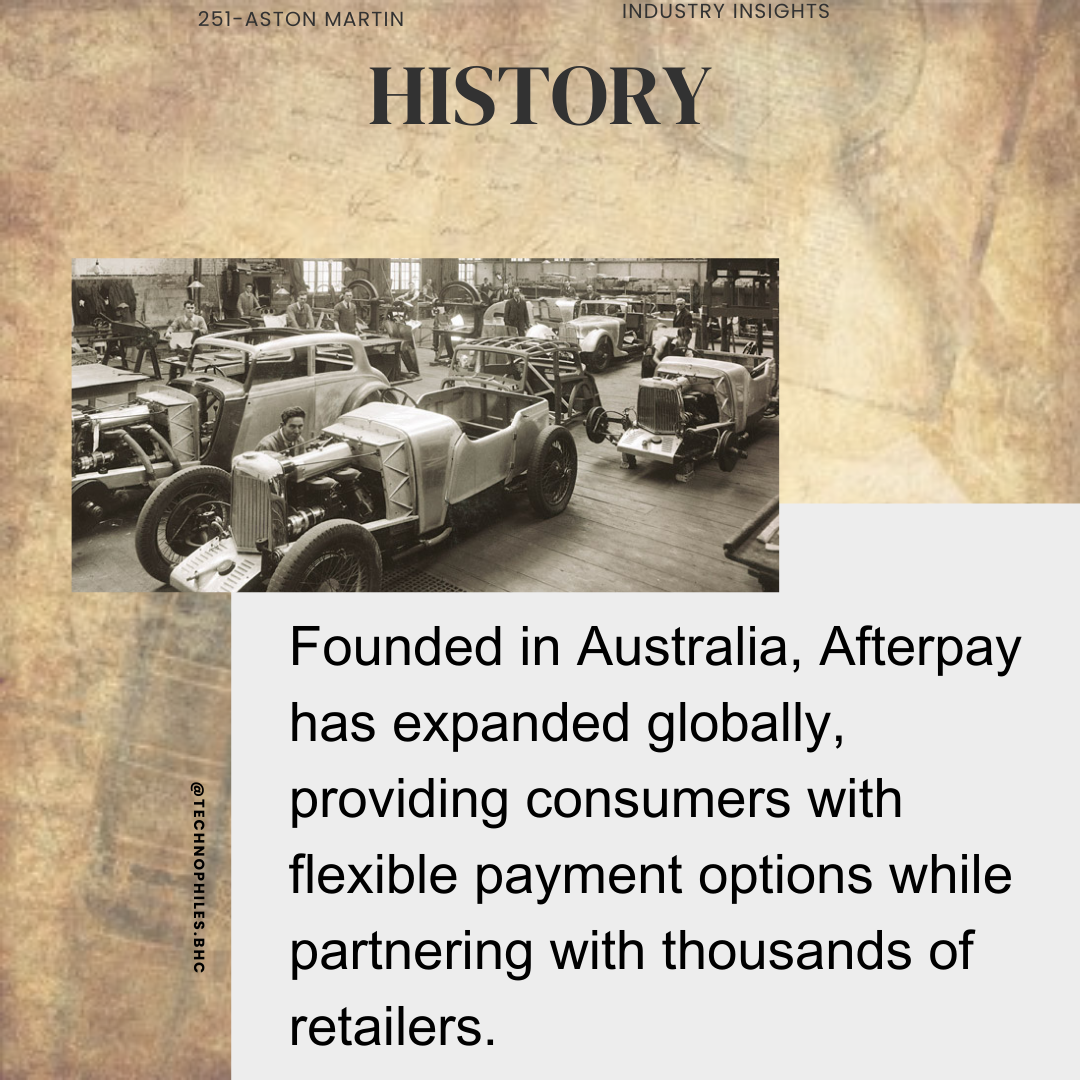 251-ASTON MARTIN
INDUSTRY INSIGHTS
HISTORY
Founded in Australia, Afterpay
has expanded globally,
providing consumers with
flexible payment options while
partnering with thousands of
retailers.
@TECHNOPHILES.BHC